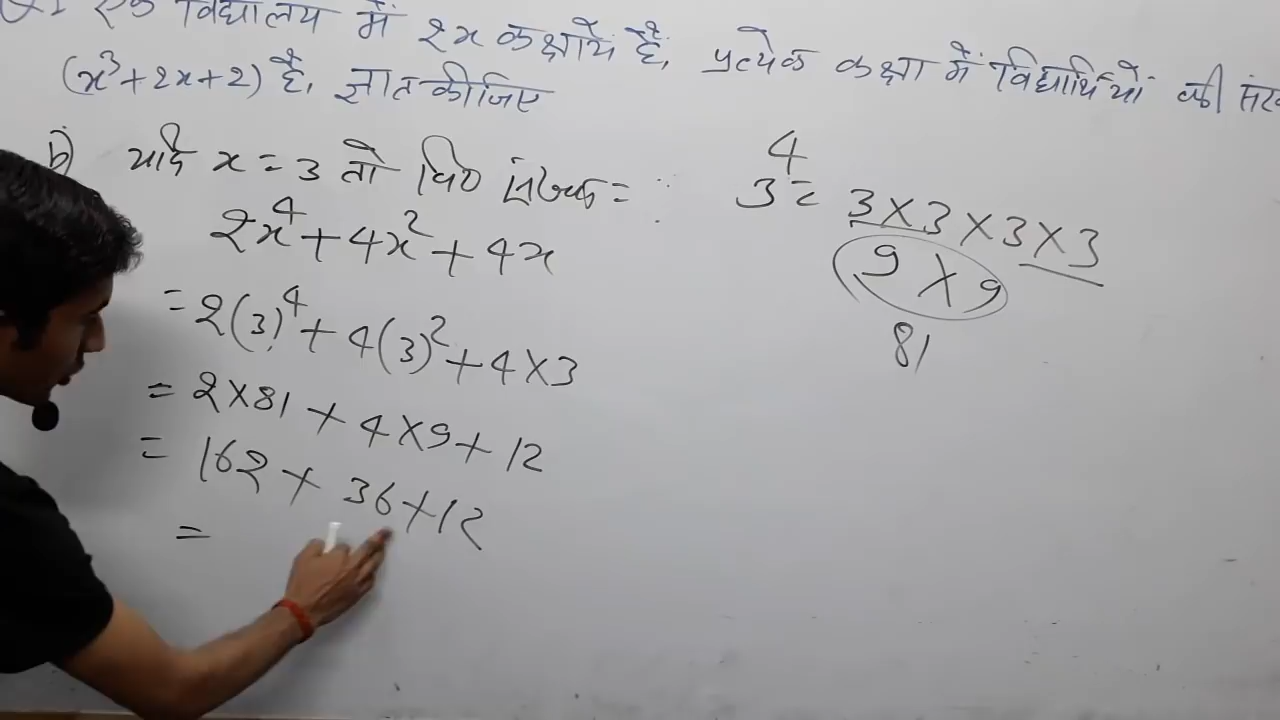 एक विद्यालय में 2x कक्षायें हैं, प्रत्येक कक्षा में विद्यार्थियों की
(x³+2x+2) है, ज्ञात कीजिए
b) यदि x=3 तो
2x⁴+4x²+4x
=2(3)⁴+4(3)²+4×3
=2×81+4×9+12
=162+36+12
=
3⁴=3×3×3×3
9×9
81